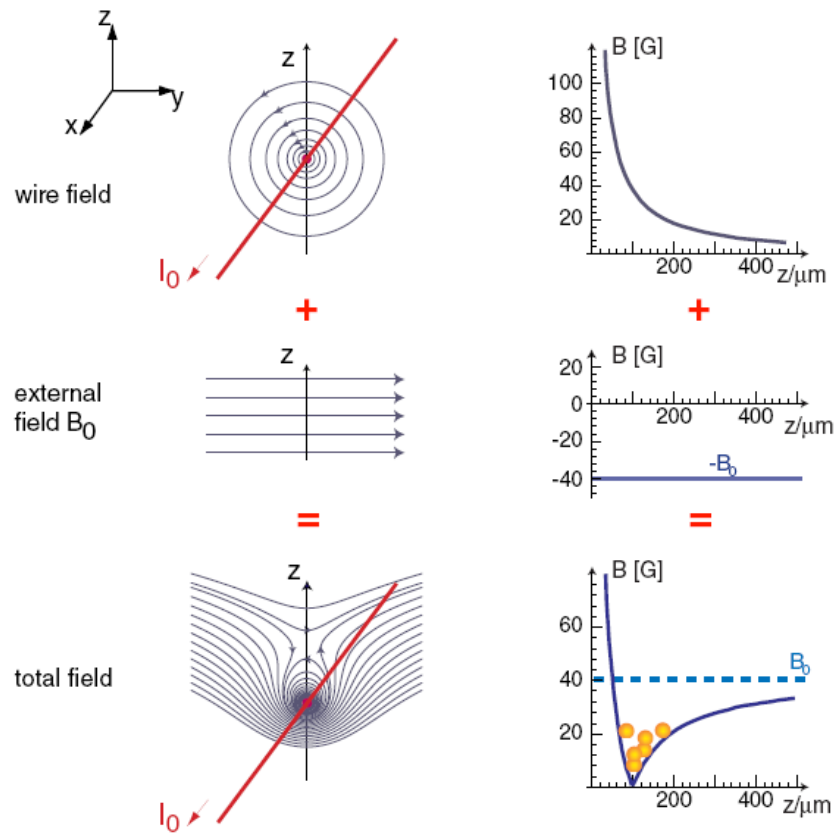 z
y
x
wire field
z
I0
B [G]
100
80
60
40
20
200
400
z/μm
+
+
external
field B0
z
B [G]
20
0
-20
-40
200
400
z/μm
-B0
=
=
total field
z
I0
B [G]
60
40
20
B0
200
400
z/μm